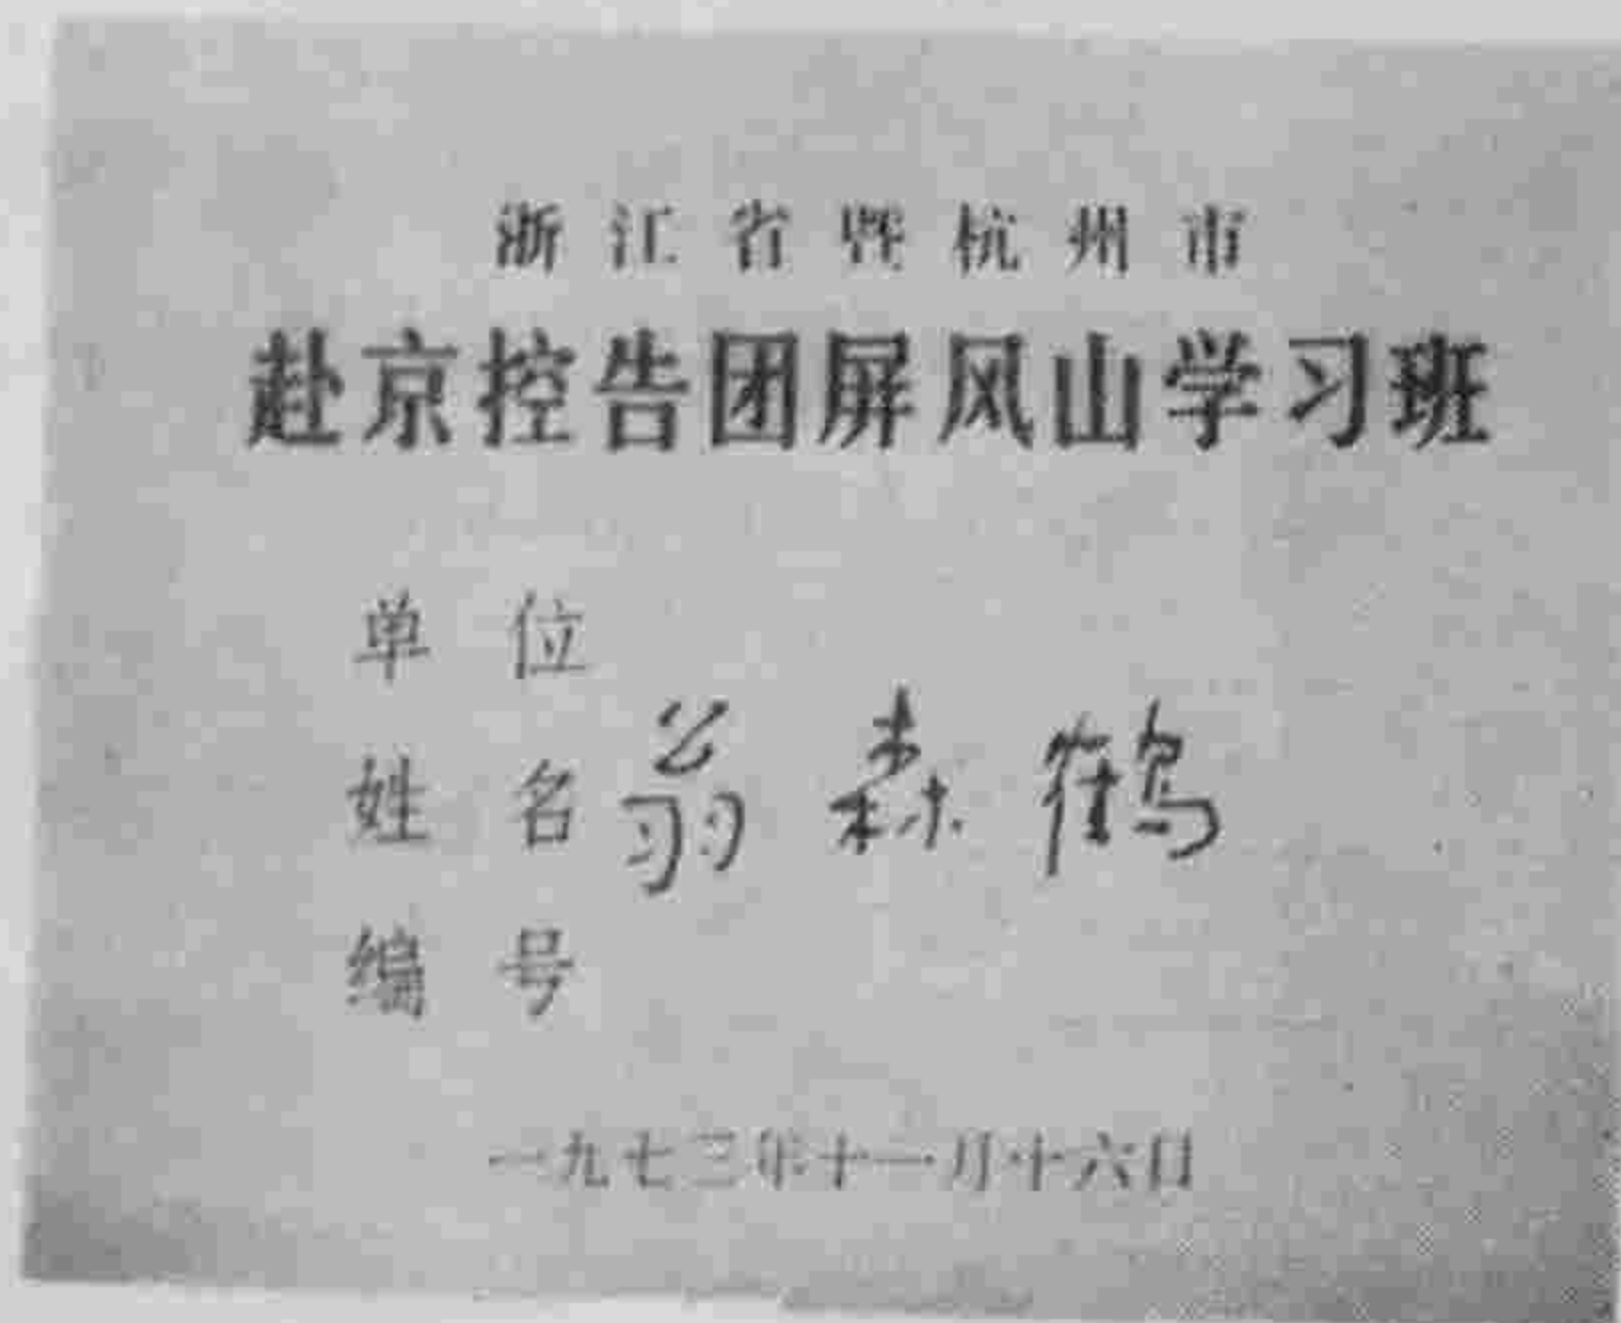 浙江省暨杭州市
赴京控告团屏风山学习班
单位
姓名 翁森鹤
编号
一九七三年十一月十六日